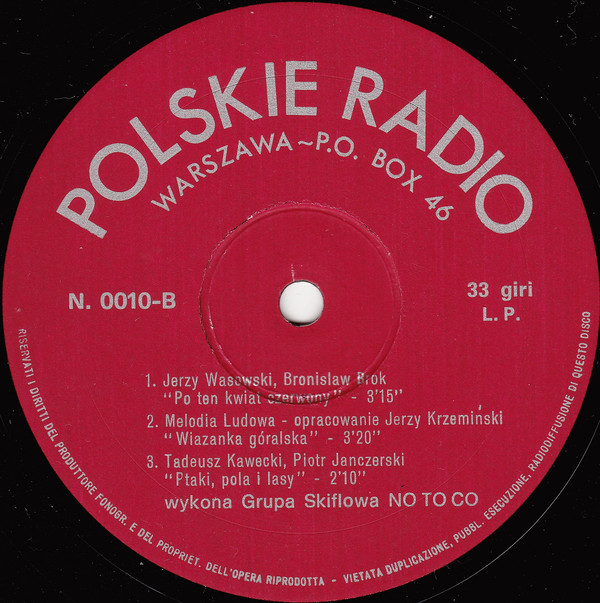 POLSKIE RADIO
WARSZAWA~P.O. BOX 46
N. 0010-B
33 giri
L.P.
1. Jerzy Wasowski, Bronislaw Brok
"Po ten kwiat czerwony" - 3'15"
2. Melodia Ludowa - opracowanie Jerzy Krzemiński
"Wiazanka góralska" - 3'20"
3. Tadeusz Kawecki, Piotr Janczerski
"Ptaki, pola i lasy" - 2'10"
wykona Grupa Skiflowa NO TO CO
RISERVATI I DIRITTI DEL PRODUTTORE FONOGR. E DEL PROPRIET. DELL'OPERA RIPRODOTTA - VIETATA DUPLICAZIONE, PUBBL. ESECUZIONE, RADIODIFFUSIONE DI QUESTO DISCO